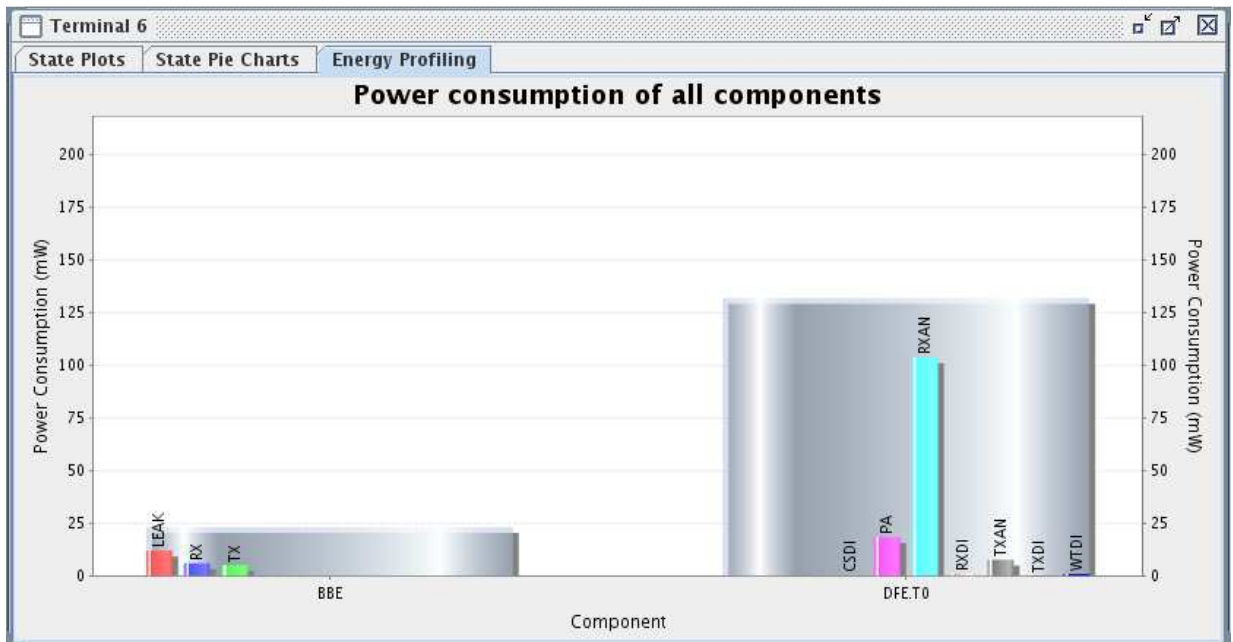 Terminal 6
State Plots State Pie Charts Energy Profiling
Power consumption of all components
Power Consumption (mW)
200
175
150
125
100
75
50
25
0
LEAK
RX
TX
CSDI
PA
RXAN
RXDI
TXAN
TXDI
WTDI
200
175
150
125
100
75
50
25
0
Power Consumption (mW)
BBE DFE.T0
Component